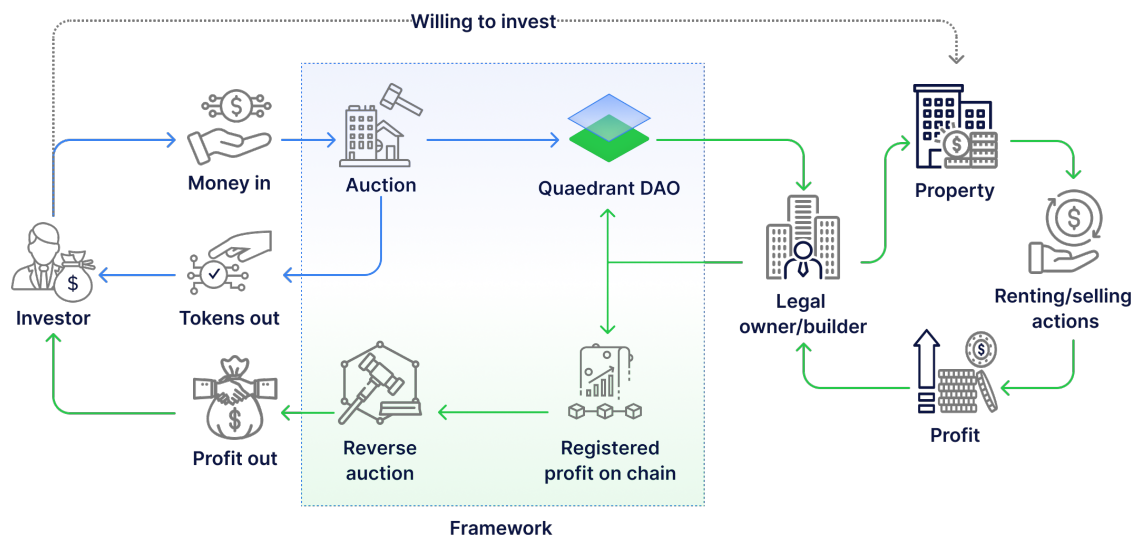 Willing to invest
Money in
Auction
Quaedrant DAO
Property
Investor
Tokens out
Legal
owner/builder
Renting/selling
actions
Profit out
Reverse
auction
Registered
profit on chain
Profit
Framework